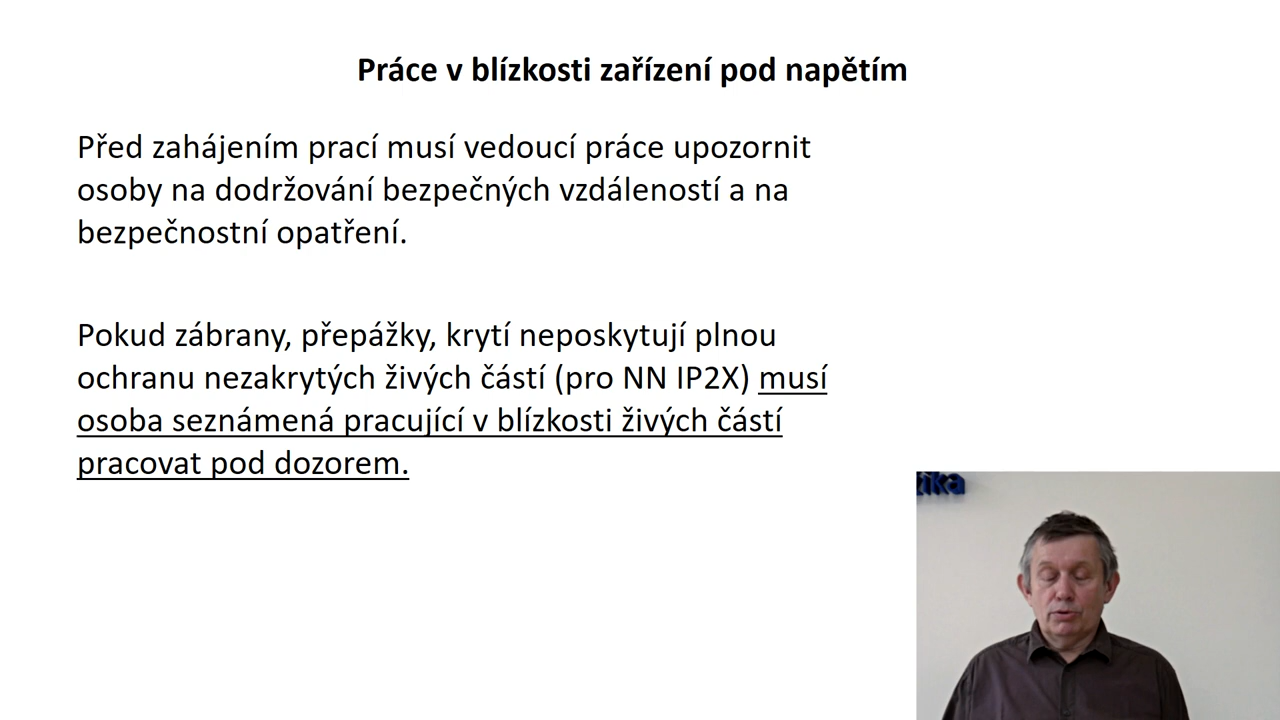 Práce v blízkosti zařízení pod napětím
Před zahájením prací musí vedoucí práce upozornit
osoby na dodržování bezpečných vzdáleností a na
bezpečnostní opatření.
Pokud zábrany, přepážky, krytí neposkytují plnou
ochranu nezakrytých živých částí (pro NN IP2X) musí
osoba seznámená pracující v blízkosti živých částí
pracovat pod dozorem.